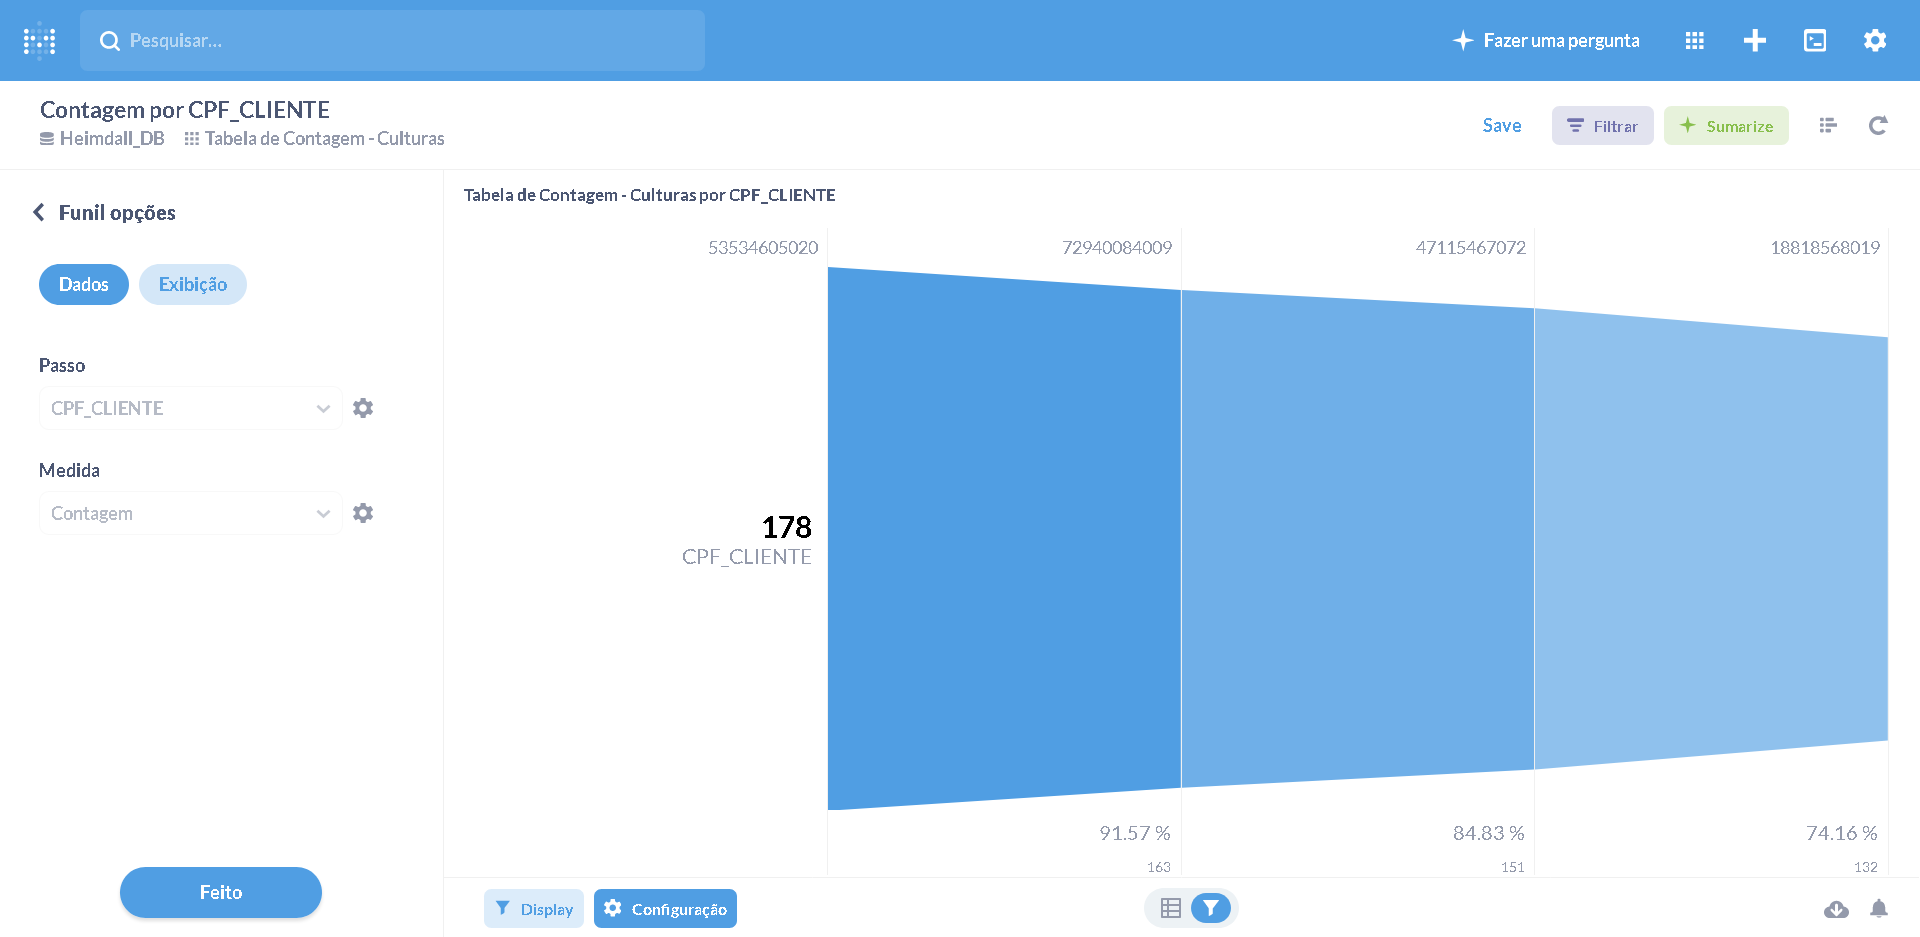 Pesquisar...
Fazer uma pergunta
Contagem por CPF_CLIENTE
Heimdall_DB Tabela de Contagem - Culturas
Save
Filtrar
Sumarize
Funil opções
Dados
Exibição
Passo
CPF_CLIENTE
Medida
Contagem
Feito
Tabela de Contagem - Culturas por CPF_CLIENTE
53534605020
72940084009
47115467072
18818568019
178
CPF_CLIENTE
91.57 %
84.83 %
74.16 %
163
151
132
Display
Configuração